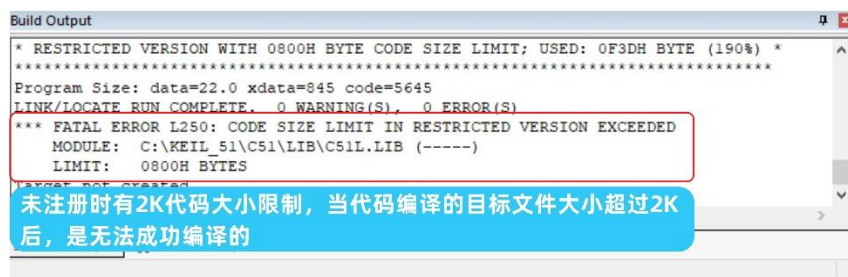 Build Output
* RESTRICTED VERSION WITH 0800H BYTE CODE SIZE LIMIT; USED: 0F3DH BYTE (190%) *
*******************************************************************************
Program Size: data=22.0 xdata=845 code=5645
LINK/LOCATE RUN COMPLETE. 0 WARNING(S), 0 ERROR(S)
*** FATAL ERROR L250: CODE SIZE LIMIT IN RESTRICTED VERSION EXCEEDED
MODULE: C:\KEIL_51\C51\LIB\C51L.LIB (-----)
LIMIT: 0800H BYTES
Target not created
未注册时有2K代码大小限制，当代码编译的目标文件大小超过2K
后，是无法成功编译的